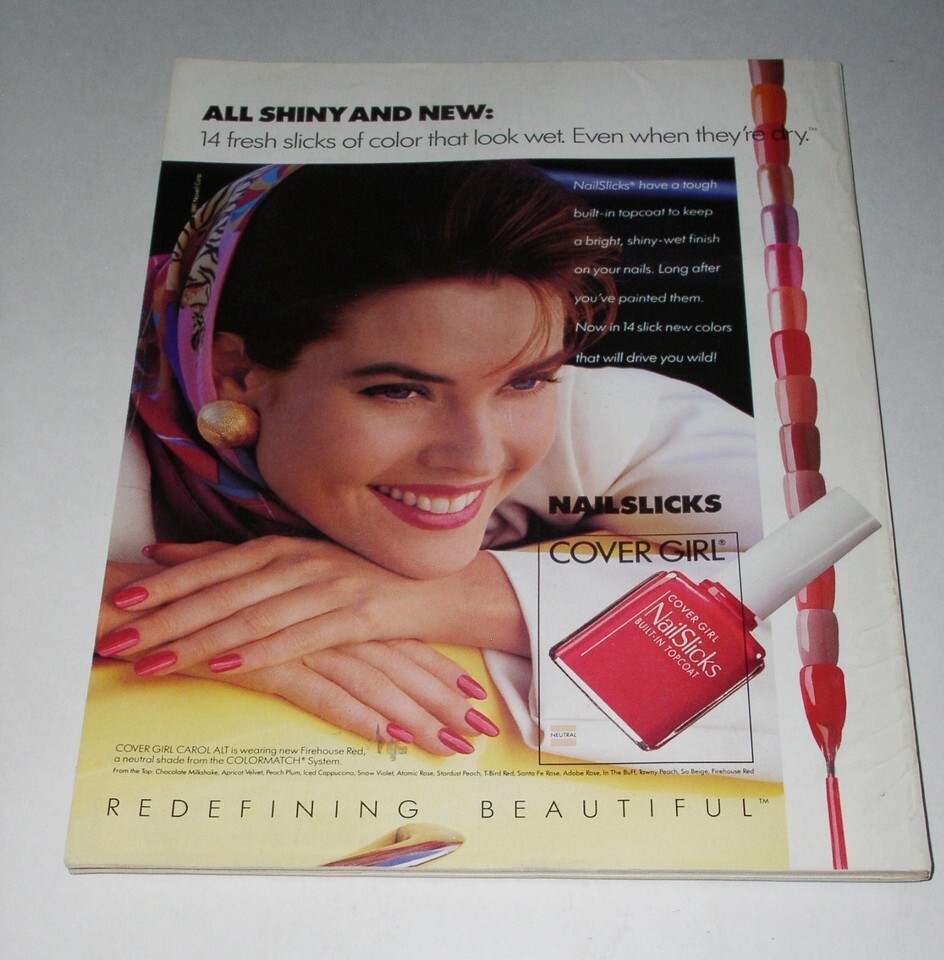 ALL SHINY AND NEW:
14 fresh slicks of color that look wet. Even when they're dry.™
NailSlicks® have a tough
built-in topcoat to keep
a bright, shiny-wet finish
on your nails. Long after
you've painted them.
Now in 14 slick new colors
that will drive you wild!
NAILSLICKS
COVER GIRL®
COVER GIRL
NailSlicks
BUILT-IN TOPCOAT
NEUTRAL
COVER GIRL CAROL ALT is wearing new Firehouse Red,
a neutral shade from the COLORMATCH® System.
From the Top: Chocolate Milkshake, Apricot Velvet, Peach Plum, Iced Cappuccino, Snow Violet, Atomic Rose, Stardust Peach, T-Bird Red, Santa Fe Rose, Adobe Rose, In The Buff, Tawny Peach, So Beige, Firehouse Red
REDEFINING BEAUTIFUL™